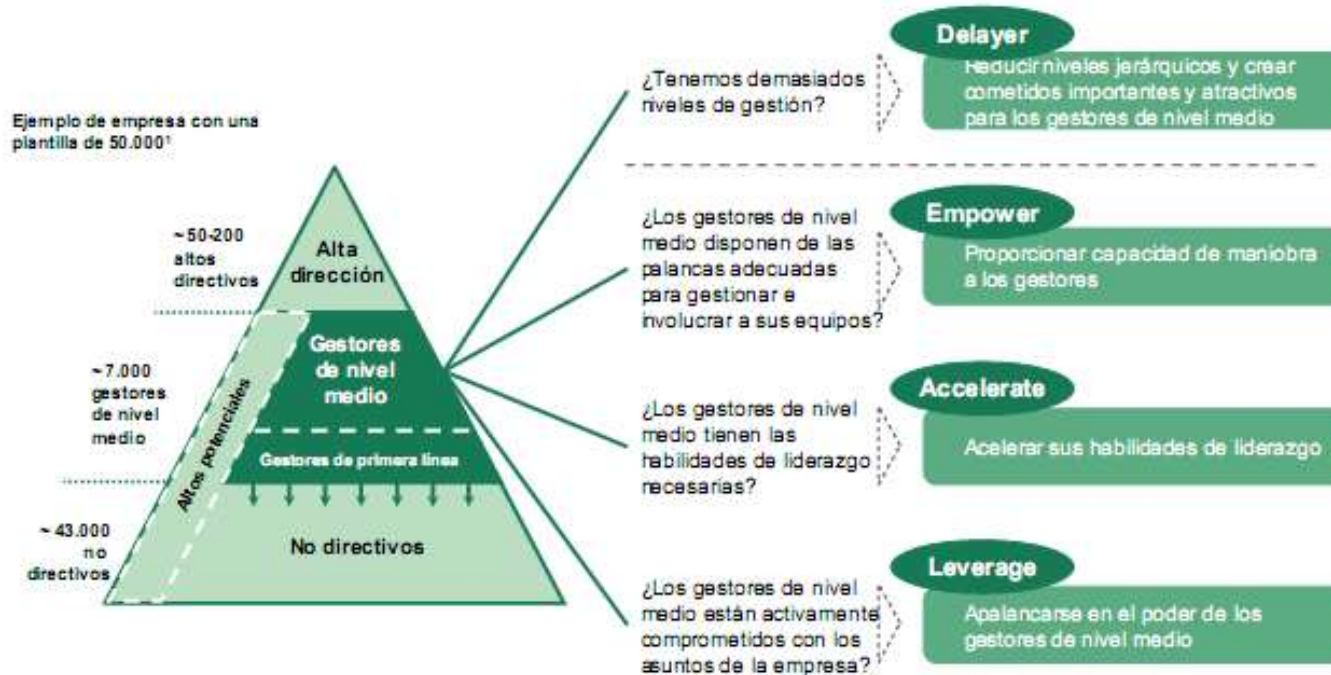 Ejemplo de empresa con una
plantilla de 50.000¹
~ 50-200
altos
directivos
~7.000
gestores
de nivel
medio
~ 43.000
no
directivos
Alta
dirección
Gestores
de nivel
medio
Gestores de primera línea
Altos potenciales
No directivos
¿Tenemos demasiados
niveles de gestión?
Delayer
Reducir niveles jerárquicos y crear
cometidos importantes y atractivos
para los gestores de nivel medio
¿Los gestores de nivel
medio disponen de las
palancas adecuadas
para gestionar e
involucrar a sus equipos?
Empower
Proporcionar capacidad de maniobra
a los gestores
¿Los gestores de nivel
medio tienen las
habilidades de liderazgo
necesarias?
Accelerate
Acelerar sus habilidades de liderazgo
¿Los gestores de nivel
medio están activamente
comprometidos con los
asuntos de la empresa?
Leverage
Apalancarse en el poder de los
gestores de nivel medio